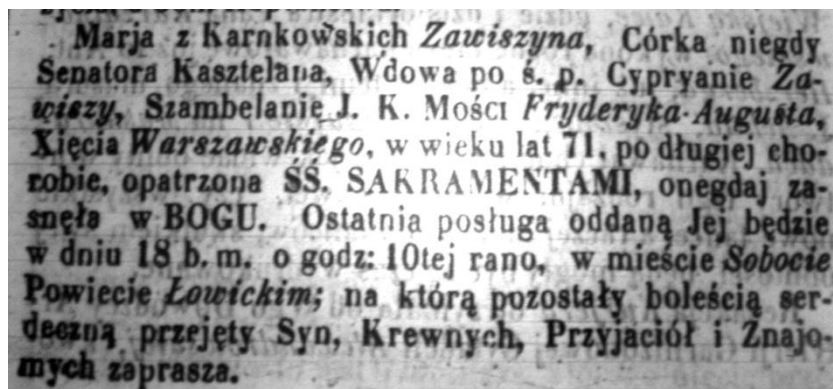 Marja z Karnkowskich Zawiszyna, Córka niegdy
Senatora Kasztelana, Wdowa po ś. p. Cypryanie Za-
wiszy, Szambelanie J. K. Mości Fryderyka-Augusta,
Xięcia Warszawskiego, w wieku lat 71, po długiej cho-
robie, opatrzona ŚŚ. SAKRAMENTAMI, onegdaj za-
snęła w BOGU. Ostatnia posługa oddaną Jej będzie
w dniu 18 b. m. o godz: 10tej rano, w mieście Sobocie
Powiecie Łowickim; na którą pozostały boleścią ser-
deczną przejęty Syn, Krewnych, Przyjaciół i Znajo-
mych zaprasza.